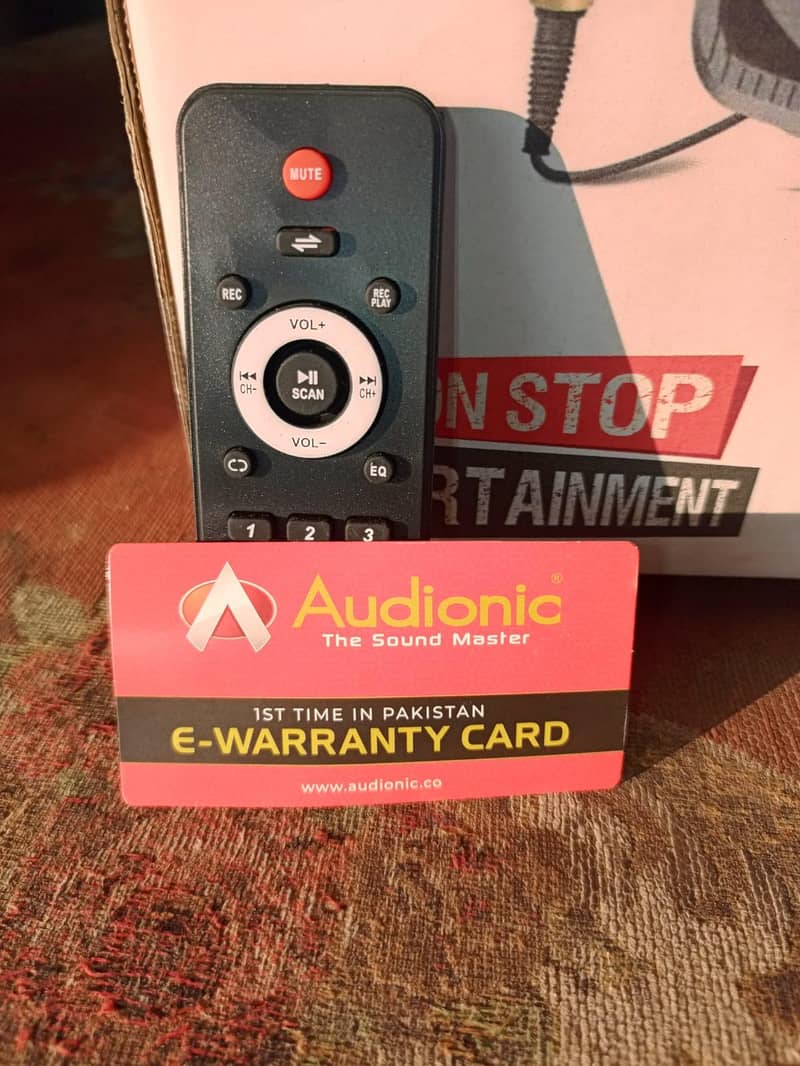 MUTE
REC
REC
PLAY
VOL+
CH-
SCAN
CH+
VOL-
EQ
1 2 3
ON STOP
RTAINMENT
Audionic®
The Sound Master
1ST TIME IN PAKISTAN
E-WARRANTY CARD
www.audionic.co